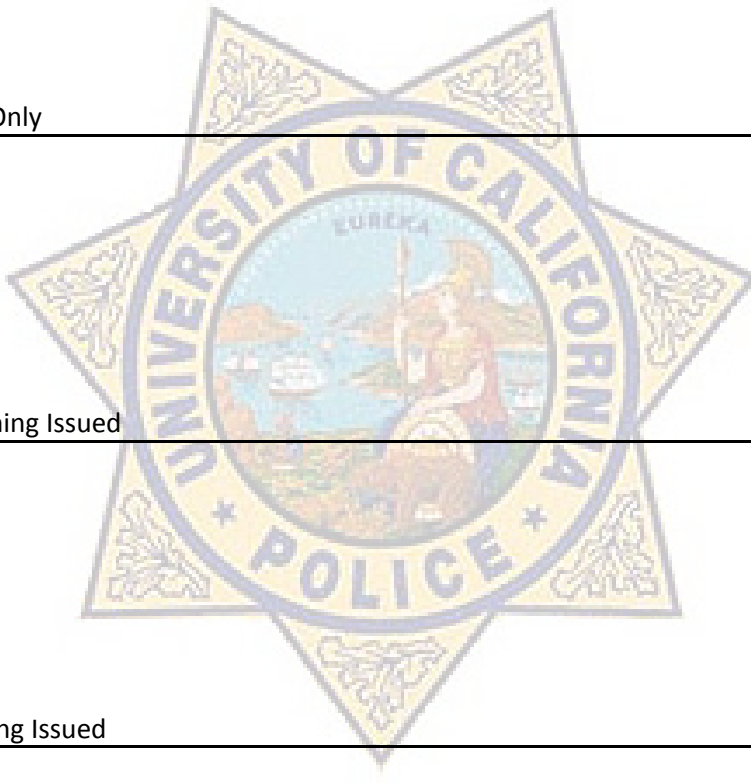 Only
UNIVERSITY OF CALIFORNIA
EUREKA
ning Issued
* POLICE *
ng Issued